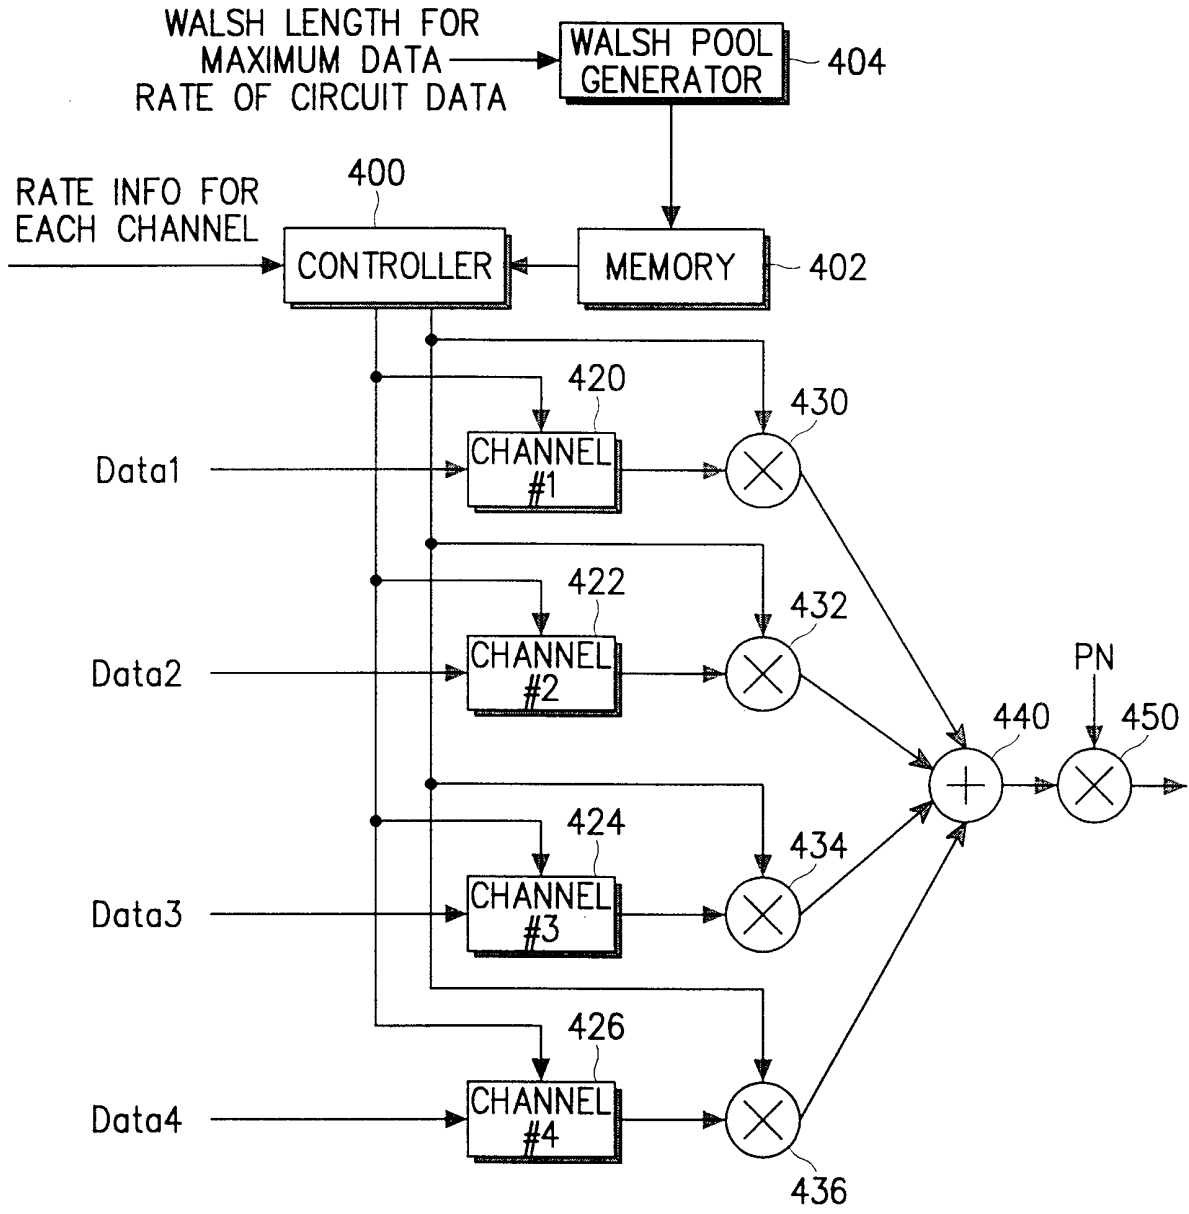 WALSH LENGTH FOR
MAXIMUM DATA
RATE OF CIRCUIT DATA
WALSH POOL
GENERATOR
404
RATE INFO FOR
EACH CHANNEL
400
CONTROLLER
MEMORY
402
420
430
Data1
CHANNEL
#1
422
432
Data2
CHANNEL
#2
PN
440
450
424
434
Data3
CHANNEL
#3
426
Data4
CHANNEL
#4
436